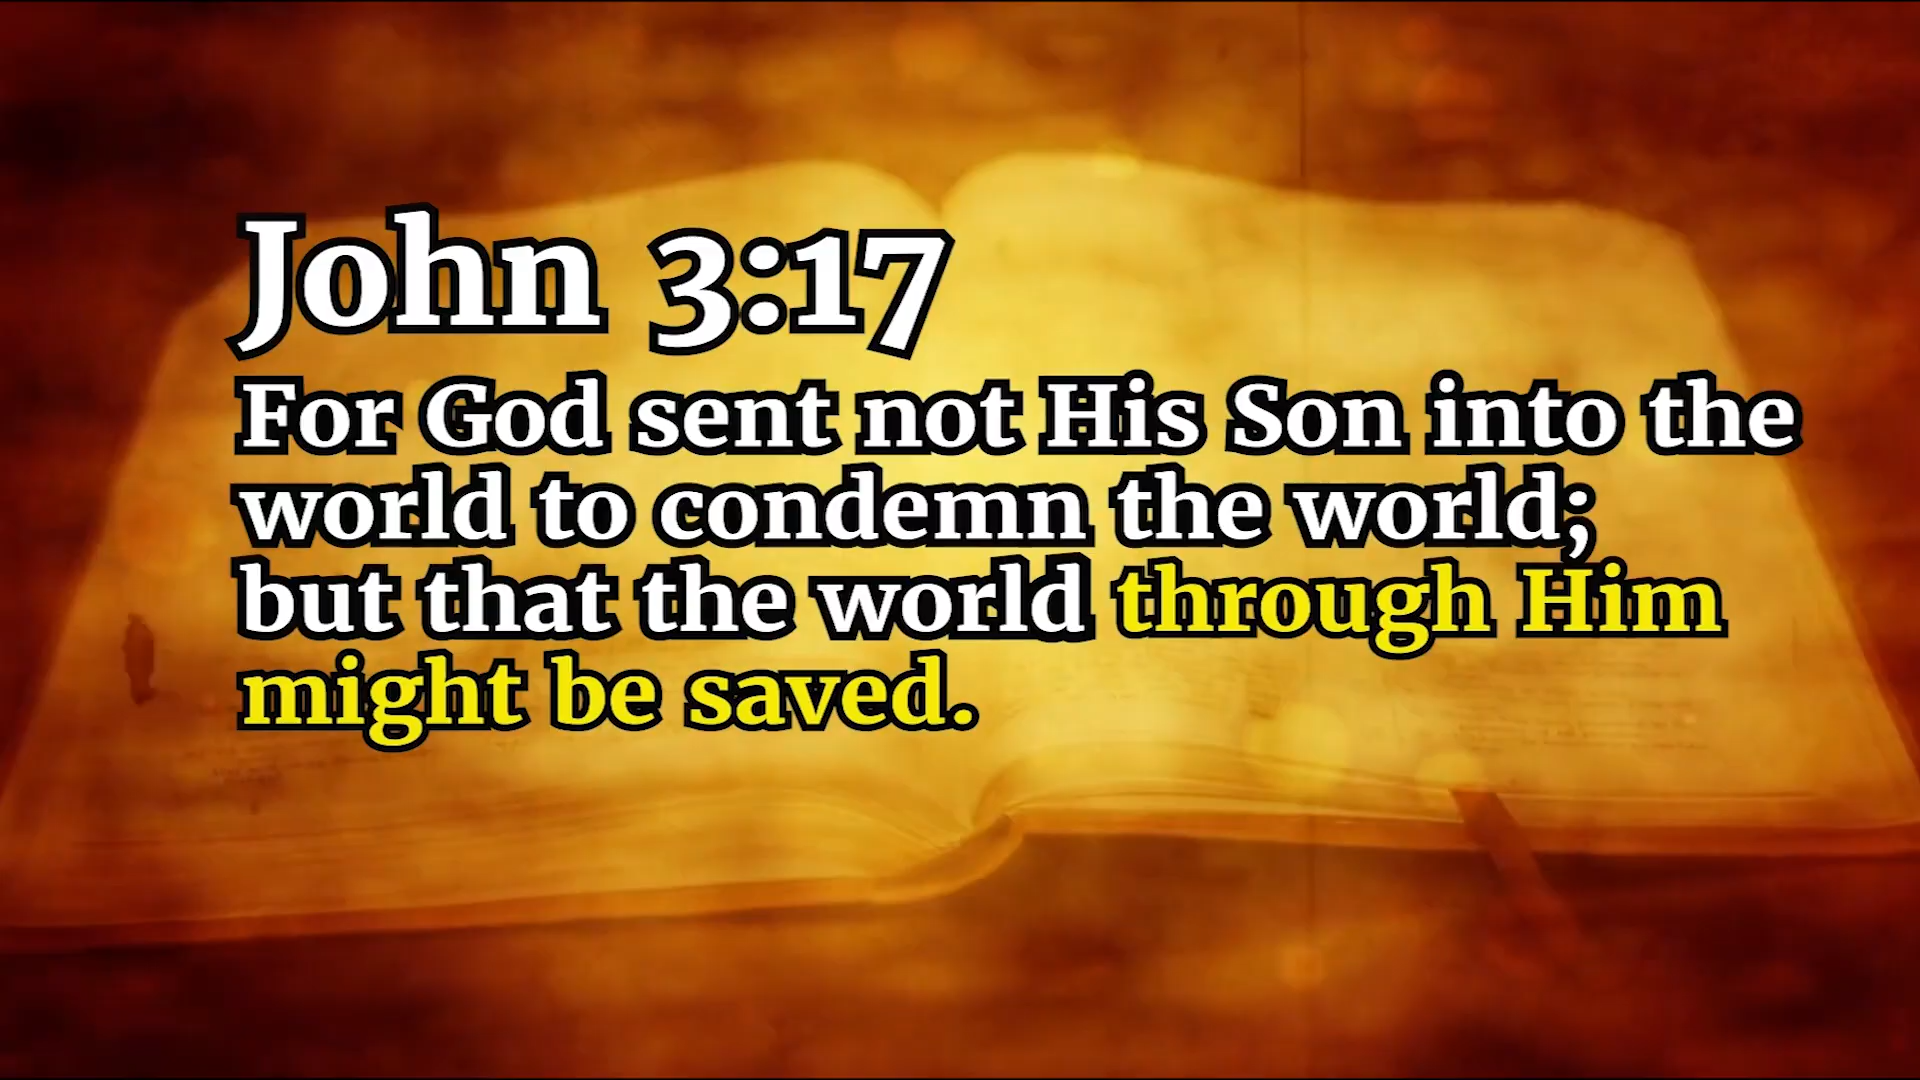 John 3:17
For God sent not His Son into the
world to condemn the world;
but that the world through Him
might be saved.